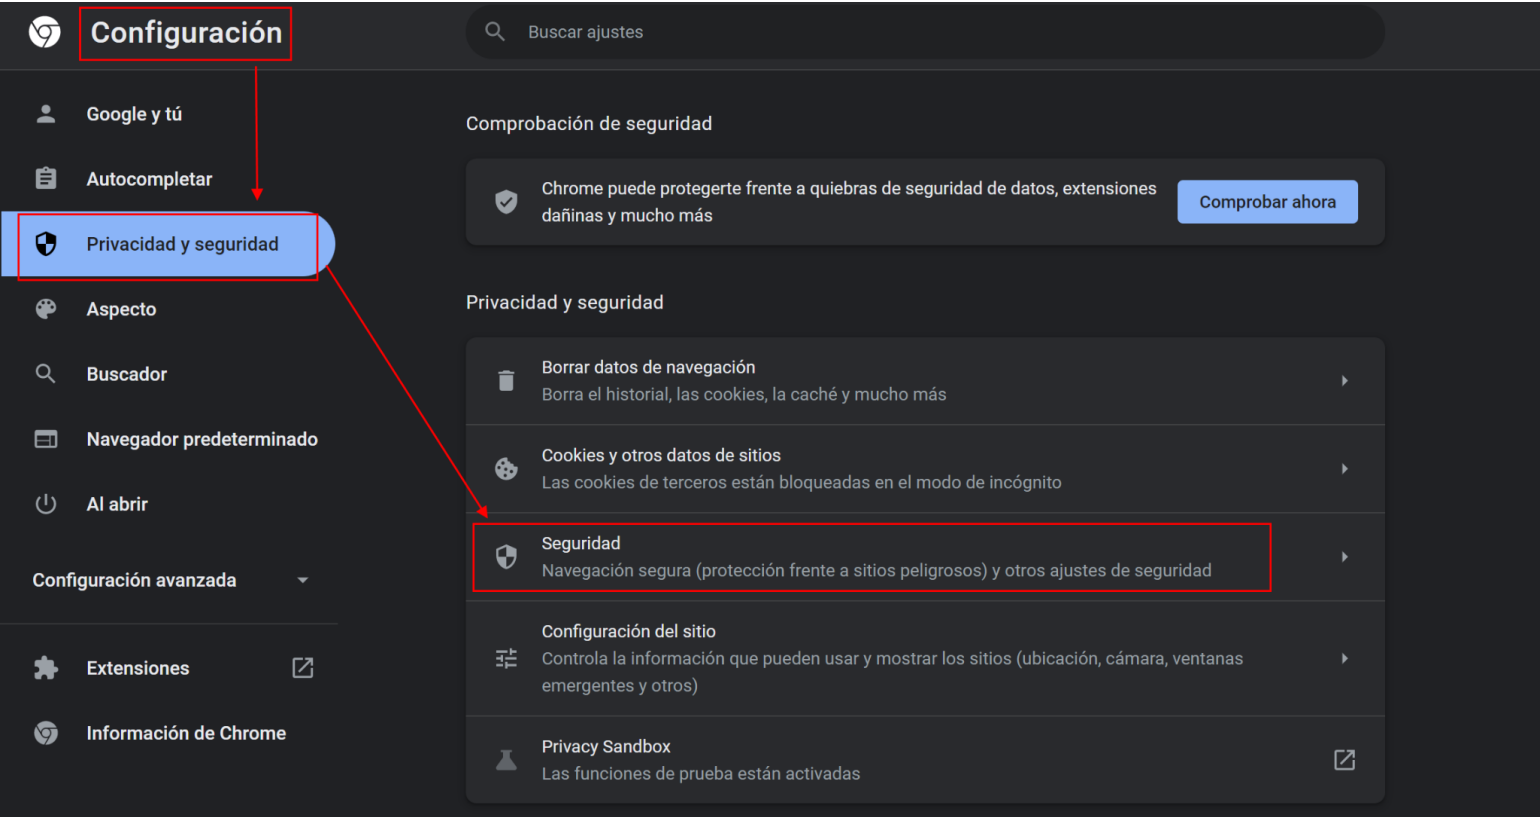 Configuración
Buscar ajustes
Google y tú
Autocompletar
Privacidad y seguridad
Aspecto
Buscador
Navegador predeterminado
Al abrir
Configuración avanzada
Extensiones
Información de Chrome
Comprobación de seguridad
Chrome puede protegerte frente a quiebras de seguridad de datos, extensiones
dañinas y mucho más
Comprobar ahora
Privacidad y seguridad
Borrar datos de navegación
Borra el historial, las cookies, la caché y mucho más
Cookies y otros datos de sitios
Las cookies de terceros están bloqueadas en el modo de incógnito
Seguridad
Navegación segura (protección frente a sitios peligrosos) y otros ajustes de seguridad
Configuración del sitio
Controla la información que pueden usar y mostrar los sitios (ubicación, cámara, ventanas
emergentes y otros)
Privacy Sandbox
Las funciones de prueba están activadas